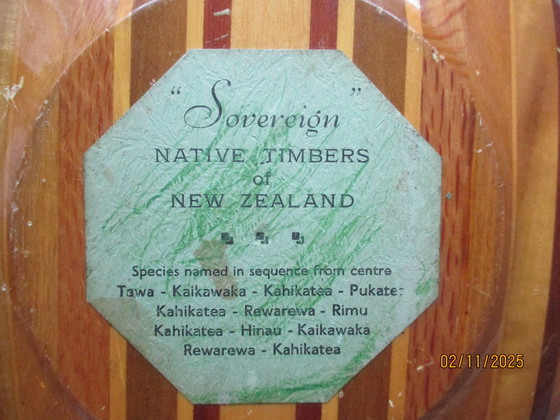 "Sovereign"
NATIVE TIMBERS
of
NEW ZEALAND
Species named in sequence from centre
Tawa - Kaikawaka - Kahikatea - Pukatea
Kahikatea - Rewarewa - Rimu
Kahikatea - Hinau - Kaikawaka
Rewarewa - Kahikatea
02/11/2025